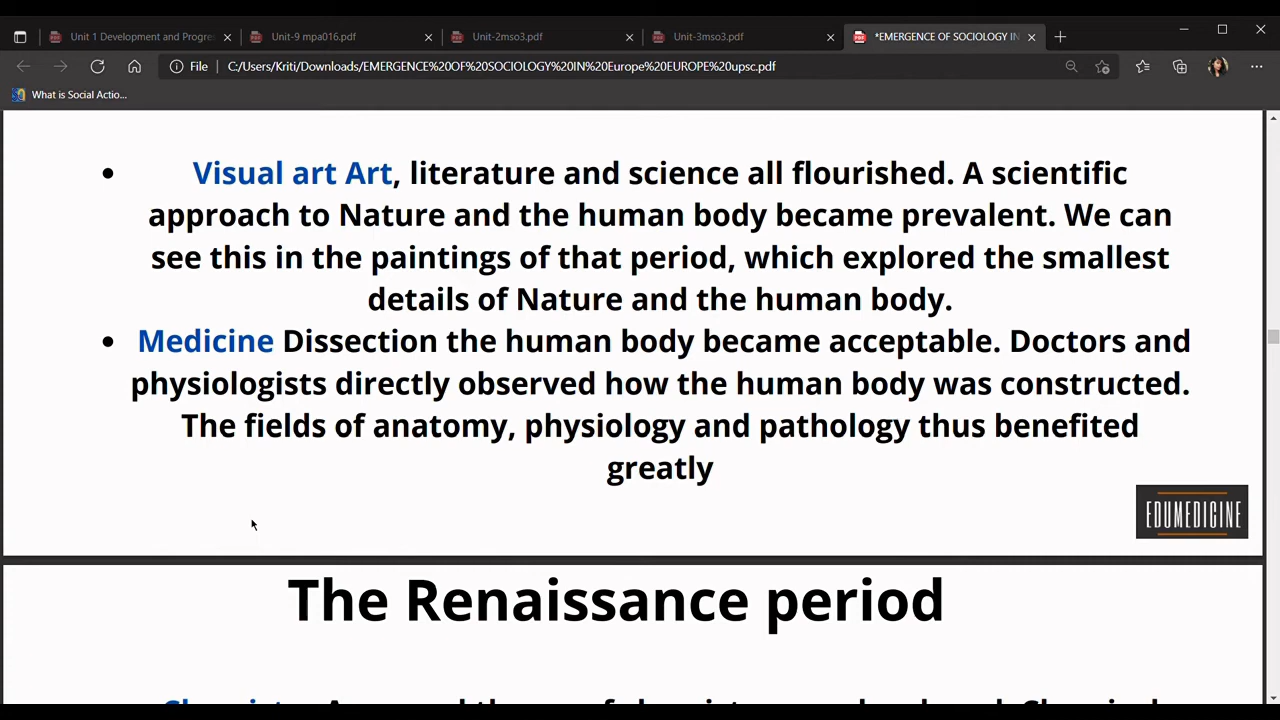 Unit 1 Development and Progre
Unit-9 mpa016.pdf
Unit-2mso3.pdf
Unit-3mso3.pdf
*EMERGENCE OF SOCIOLOGY IN
File
C:/Users/Kriti/Downloads/EMERGENCE%20OF%20SOCIOLOGY%20IN%20Europe%20EUROPE%20upsc.pdf
What is Social Actio...
• Visual art Art, literature and science all flourished. A scientific
approach to Nature and the human body became prevalent. We can
see this in the paintings of that period, which explored the smallest
details of Nature and the human body.
• Medicine Dissection the human body became acceptable. Doctors and
physiologists directly observed how the human body was constructed.
The fields of anatomy, physiology and pathology thus benefited
greatly
EDUMEDICINE
The Renaissance period